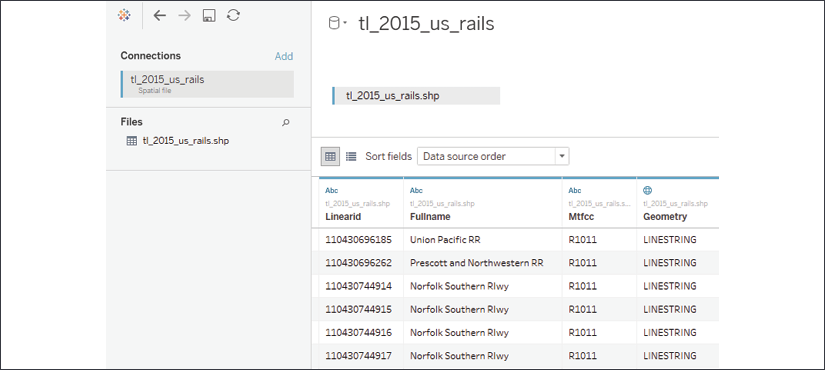 tl_2015_us_rails
Connections Add
tl_2015_us_rails
Spatial file
tl_2015_us_rails.shp
Files
tl_2015_us_rails.shp
Sort fields Data source order
Abc Abc Abc
tl_2015_us_rails.shp tl_2015_us_rails.shp tl_2015_us_rails.s... tl_2015_us_rails.shp
Linearid Fullname Mtfcc Geometry
110430696185 Union Pacific RR R1011 LINESTRING
110430696262 Prescott and Northwestern RR R1011 LINESTRING
110430744914 Norfolk Southern Rlwy R1011 LINESTRING
110430744915 Norfolk Southern Rlwy R1011 LINESTRING
110430744916 Norfolk Southern Rlwy R1011 LINESTRING
110430744917 Norfolk Southern Rlwy R1011 LINESTRING